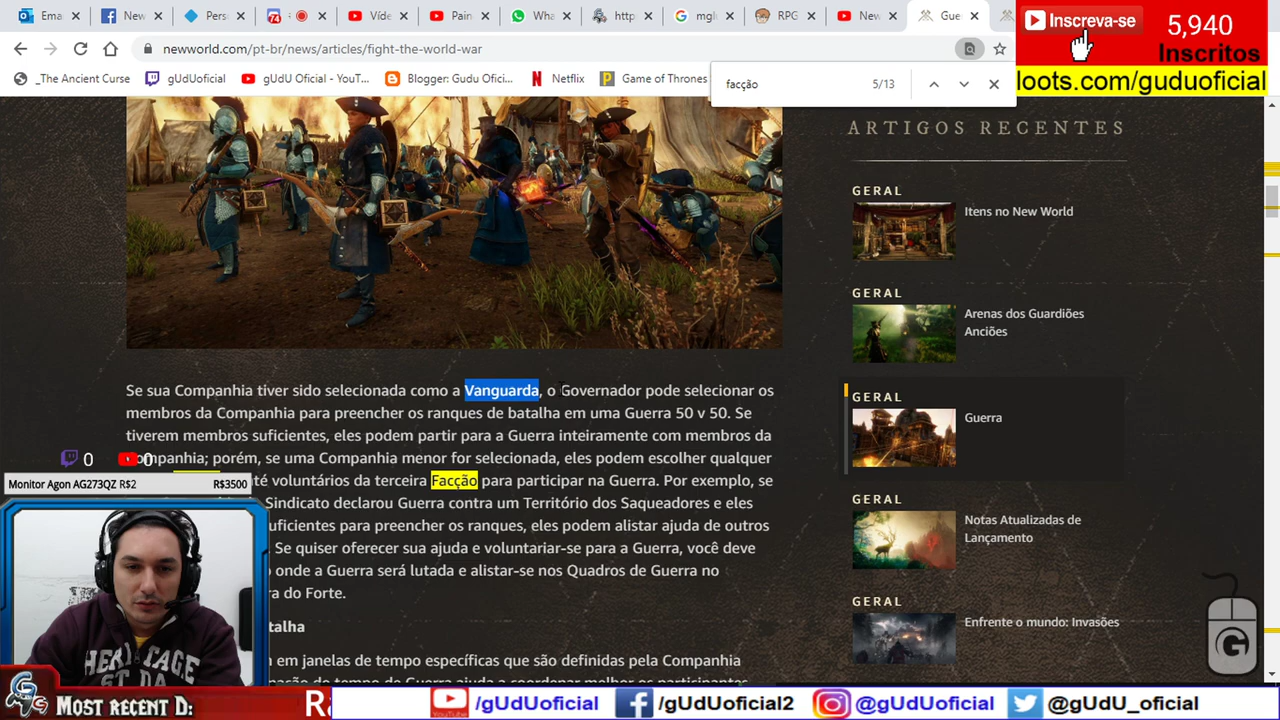 Ema
New
Pers
74
Víde
Pain
Wha
http
mgl
RPG
New
Gue
newworld.com/pt-br/news/articles/fight-the-world-war
_The Ancient Curse
gUdUoficial
gUdU Oficial - YouT...
Blogger: Gudu Ofici...
Netflix
Game of Thrones
facção 5/13
Inscreva-se
5,940
Inscritos
loots.com/guduoficial
Se sua Companhia tiver sido selecionada como a Vanguarda, o Governador pode selecionar os
membros da Companhia para preencher os ranques de batalha em uma Guerra 50 v 50. Se
tiverem membros suficientes, eles podem partir para a Guerra inteiramente com membros da
ompanhia; porém, se uma Companhia menor for selecionada, eles podem escolher qualquer
até voluntários da terceira Facção para participar na Guerra. Por exemplo, se
Sindicato declarou Guerra contra um Território dos Saqueadores e eles
uficientes para preencher os ranques, eles podem alistar ajuda de outros
Se quiser oferecer sua ajuda e voluntariar-se para a Guerra, você deve
onde a Guerra será lutada e alistar-se nos Quadros de Guerra no
ra do Forte.
talha
em janelas de tempo específicas que são definidas pela Companhia
ARTIGOS RECENTES
GERAL
Itens no New World
GERAL
Arenas dos Guardiões
Anciões
GERAL
Guerra
GERAL
Notas Atualizadas de
Lançamento
GERAL
Enfrente o mundo: Invasões
0
0
Monitor Agon AG273QZ R$2
R$3500
HERITAGE
Most recent D:
/gUdUoficial
/gUdUoficial2
@gUdUoficial
@gUdU_oficial
G